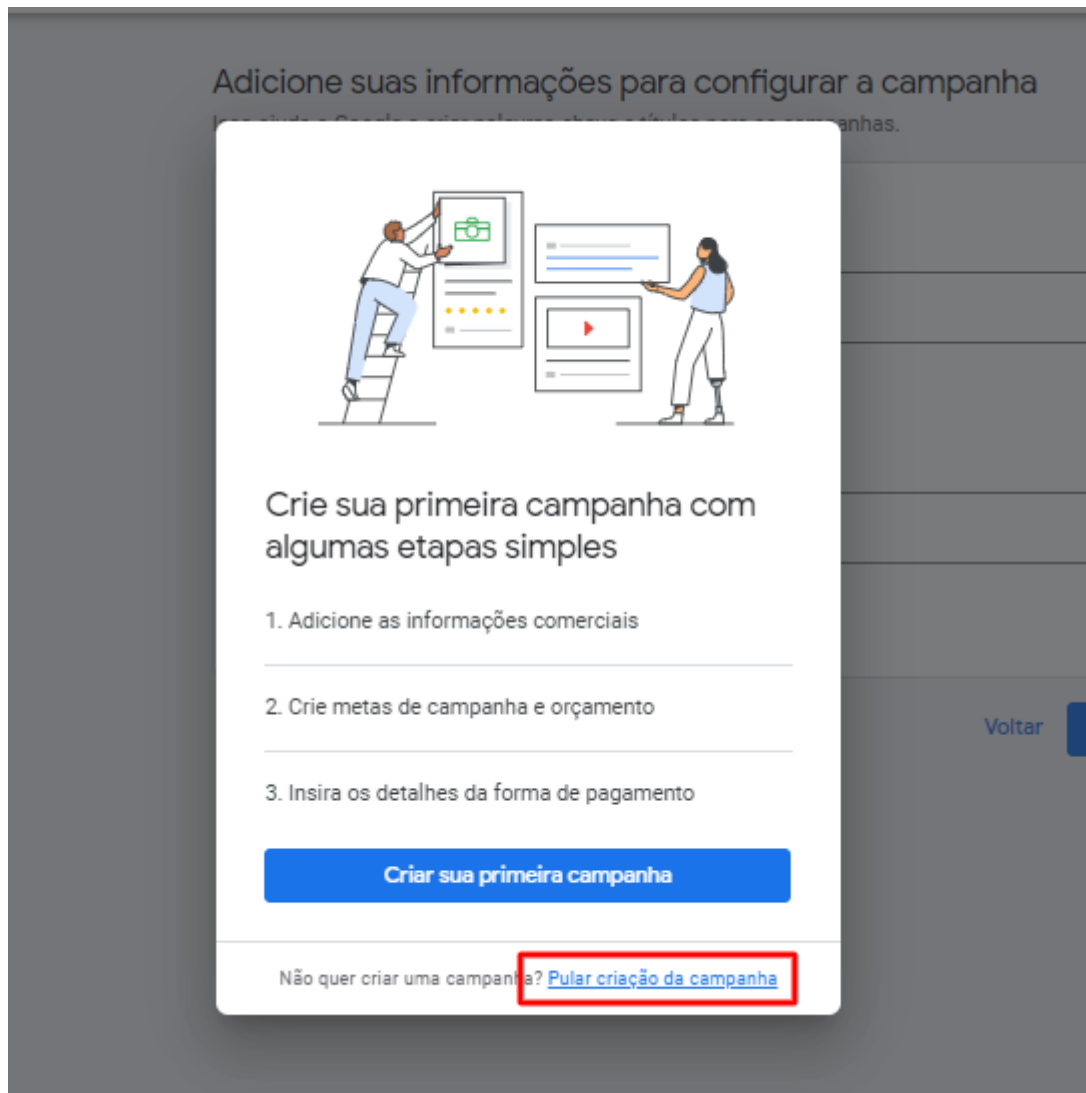 Adicione suas informações para configurar a campanha
anhas.
Crie sua primeira campanha com
algumas etapas simples
1. Adicione as informações comerciais
2. Crie metas de campanha e orçamento
Voltar
3. Insira os detalhes da forma de pagamento
Criar sua primeira campanha
Não quer criar uma campanha? Pular criação da campanha